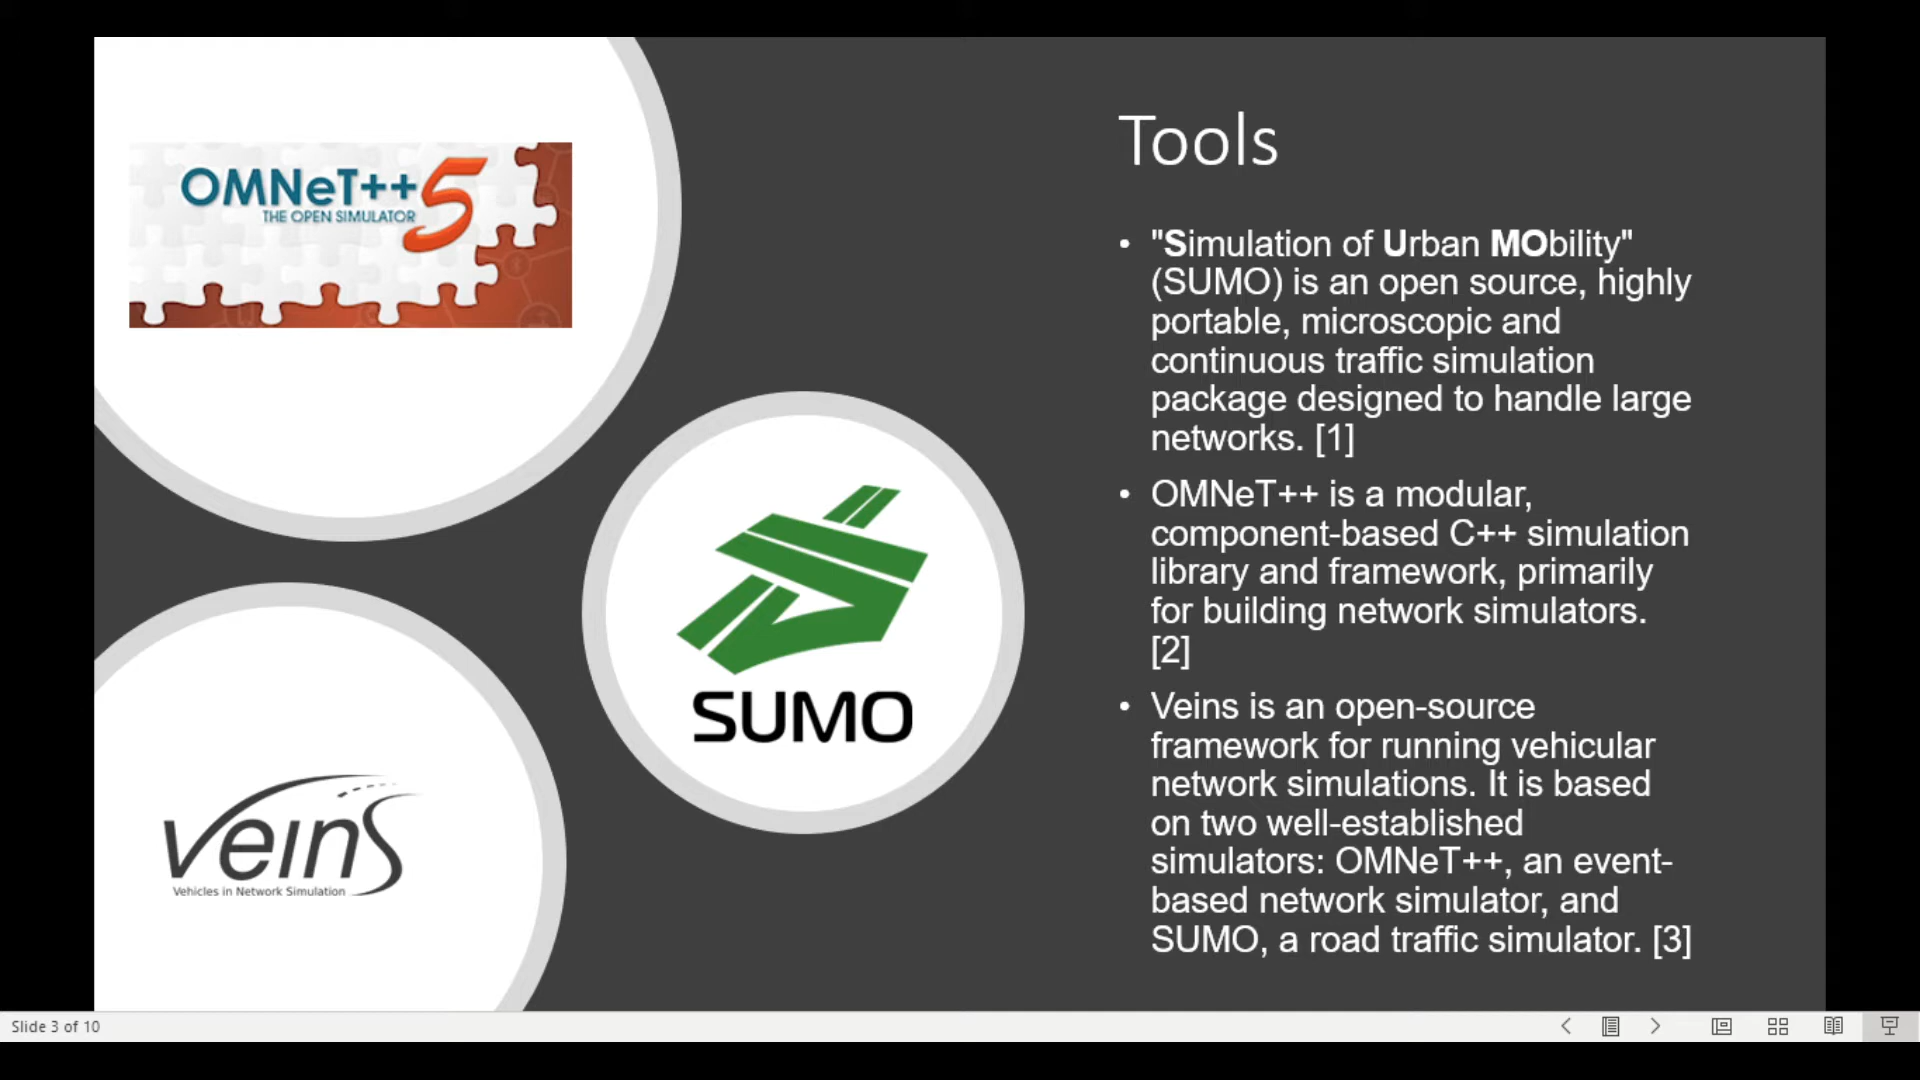 OMNeT++ 5
THE OPEN SIMULATOR
SUMO
veins
Vehicles in Network Simulation
Tools
• "Simulation of Urban MObility"
(SUMO) is an open source, highly
portable, microscopic and
continuous traffic simulation
package designed to handle large
networks. [1]
• OMNeT++ is a modular,
component-based C++ simulation
library and framework, primarily
for building network simulators.
[2]
• Veins is an open-source
framework for running vehicular
network simulations. It is based
on two well-established
simulators: OMNeT++, an event-
based network simulator, and
SUMO, a road traffic simulator. [3]
Slide 3 of 10